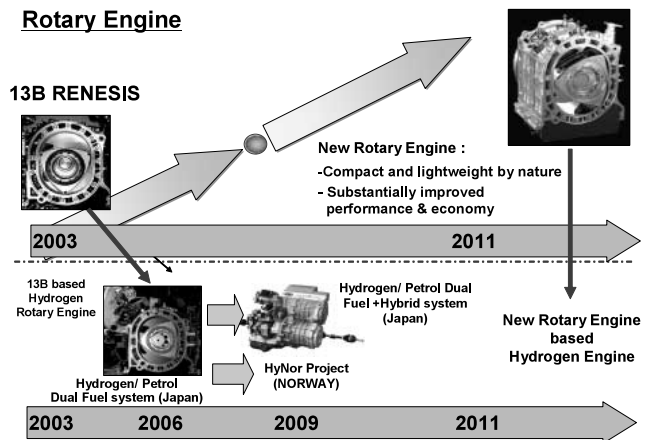 Rotary Engine
13B RENESIS
New Rotary Engine :
-Compact and lightweight by nature
- Substantially improved
performance & economy
2003 2011
13B based
Hydrogen
Rotary Engine
Hydrogen/ Petrol Dual
Fuel +Hybrid system
(Japan)
New Rotary Engine
based
Hydrogen Engine
HyNor Project
(NORWAY)
Hydrogen/ Petrol
Dual Fuel system (Japan)
2003 2006 2009 2011